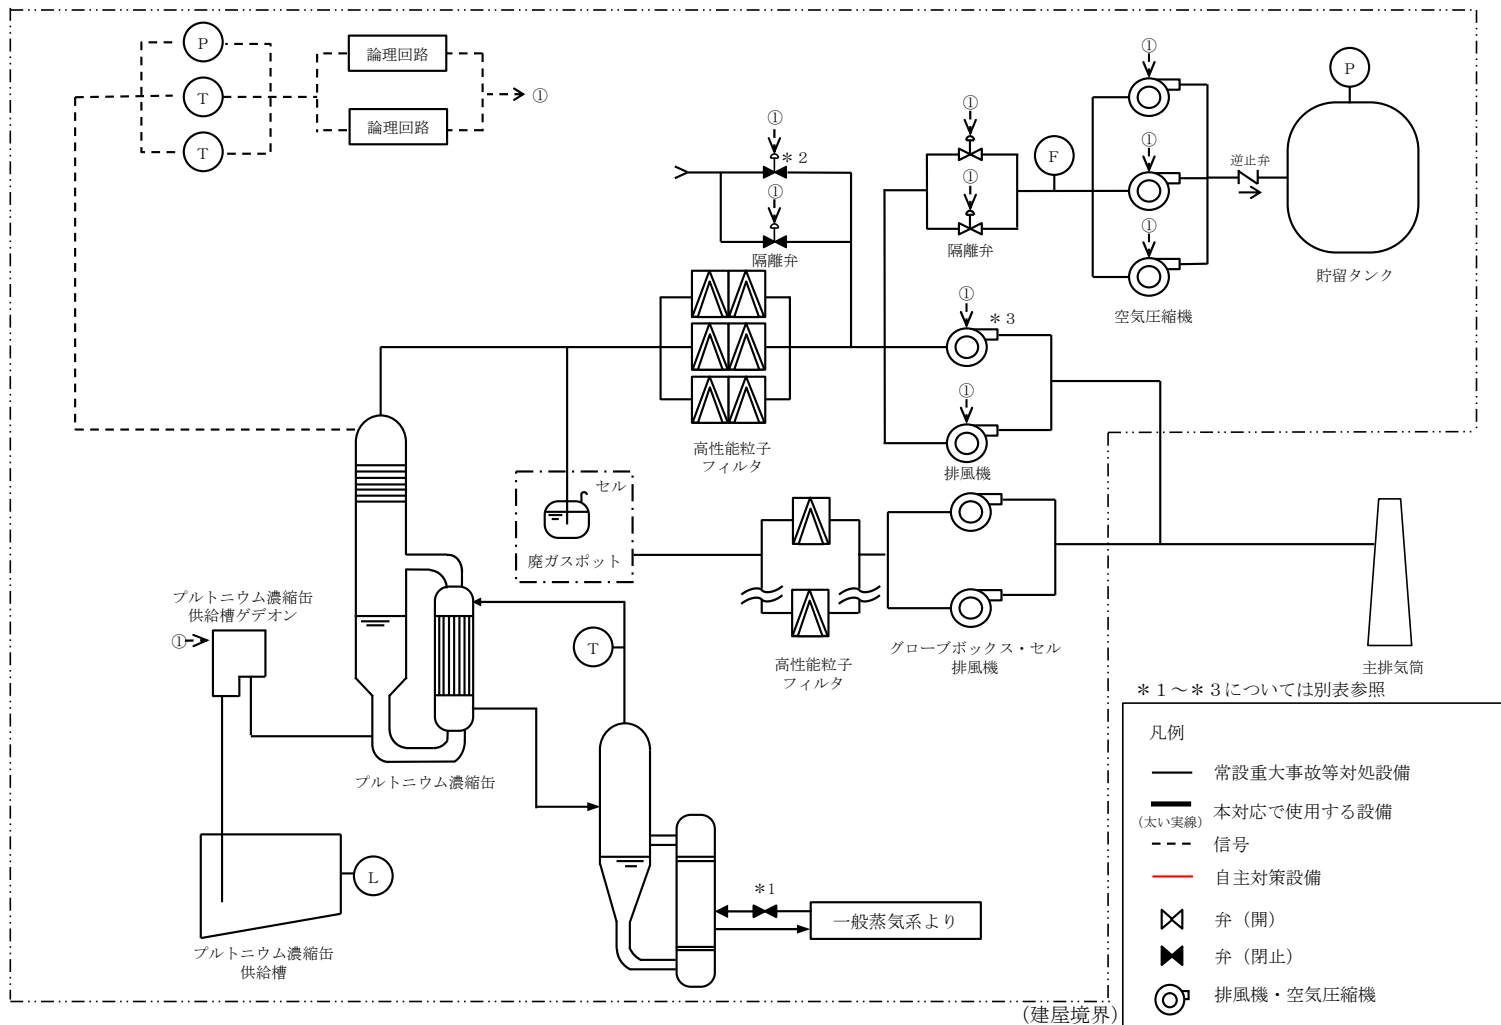 P
T
T
論理回路
論理回路
①
①
＊2
①
隔離弁
①
①
隔離弁
F
①
①
①
空気圧縮機
逆止弁
P
貯留タンク
高性能粒子
フィルタ
①
＊3
①
排風機
セル
廃ガスポット
高性能粒子
フィルタ
グローブボックス・セル
排風機
主排気筒
プルトニウム濃縮缶
供給槽ゲデオン
①
T
プルトニウム濃縮缶
L
プルトニウム濃縮缶
供給槽
＊1
一般蒸気系より
（建屋境界）
＊1～＊3については別表参照
凡例
常設重大事故等対処設備
本対応で使用する設備
（太い実線）
信号
自主対策設備
弁（開）
弁（閉止）
排風機・空気圧縮機